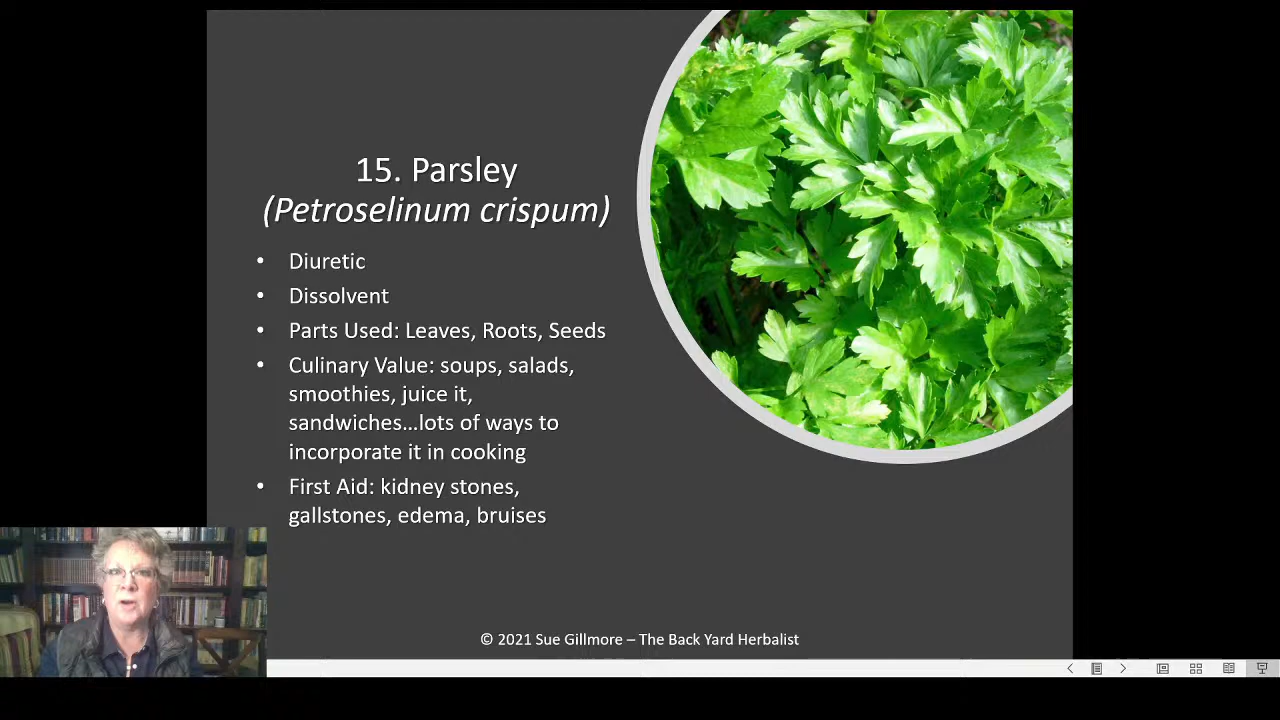 15. Parsley
(Petroselinum crispum)
• Diuretic
• Dissolvent
• Parts Used: Leaves, Roots, Seeds
• Culinary Value: soups, salads,
smoothies, juice it,
sandwiches...lots of ways to
incorporate it in cooking
• First Aid: kidney stones,
gallstones, edema, bruises
© 2021 Sue Gillmore – The Back Yard Herbalist